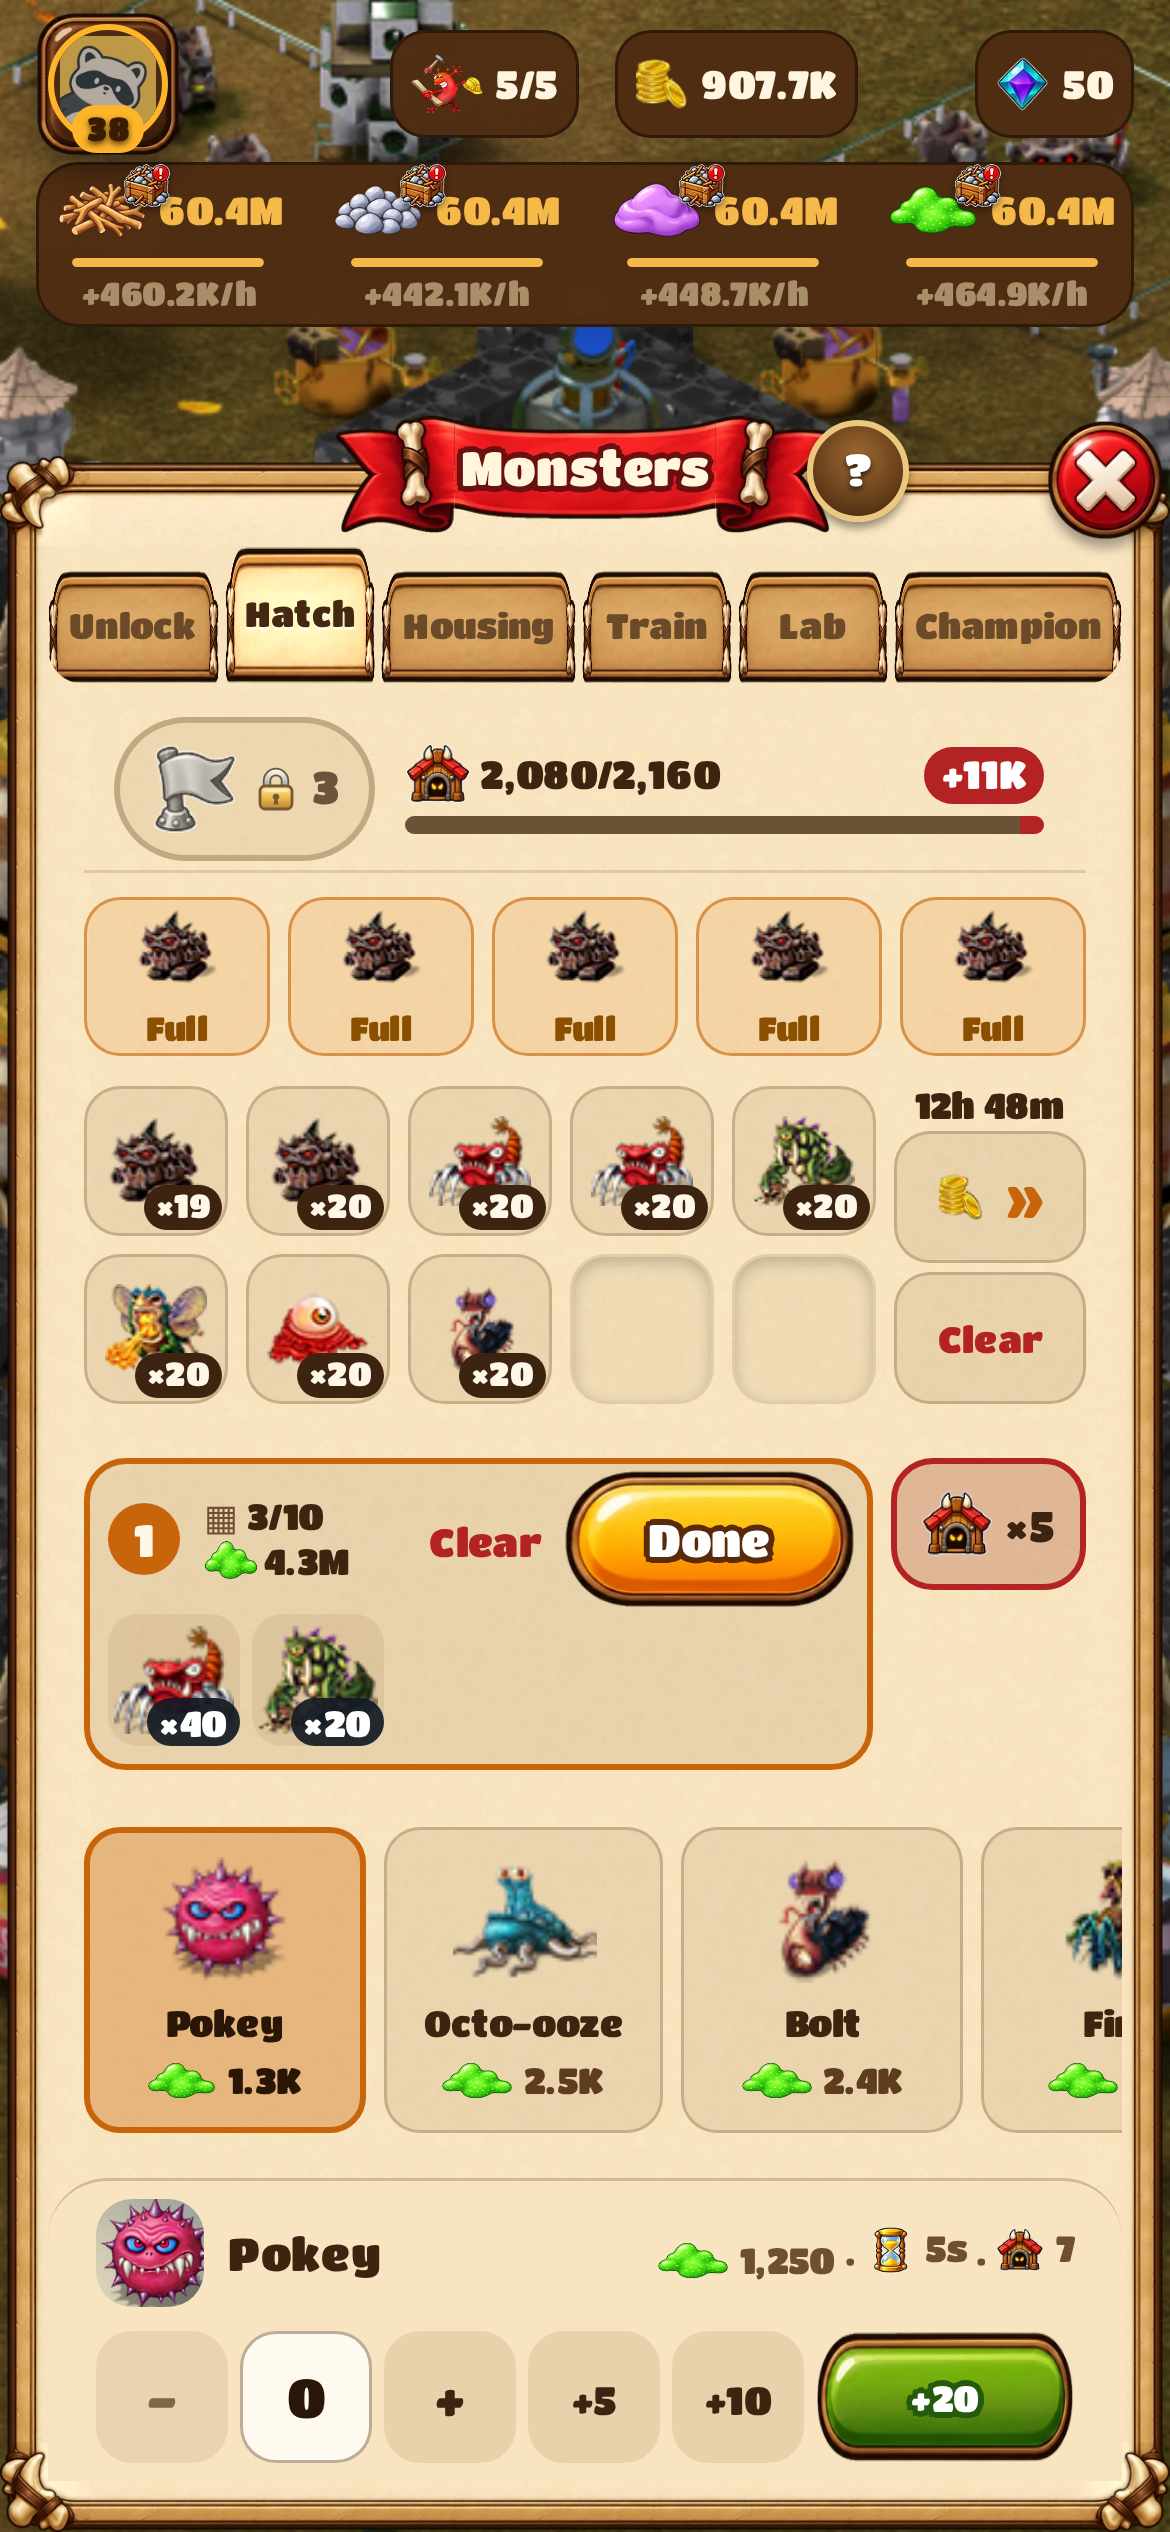 38
5/5
907.7K
50
60.4M
60.4M
60.4M
60.4M
+460.2K/h
+442.1K/h
+448.7K/h
+464.9K/h
Monsters
?
Unlock
Hatch
Housing
Train
Lab
Champion
3
2,080/2,160
+11K
Full
Full
Full
Full
Full
×19
×20
×20
×20
×20
12h 48m
»
×20
×20
×20
Clear
1
3/10
4.3M
Clear
Done
×5
×40
×20
Pokey
1.3K
Octo-ooze
2.5K
Bolt
2.4K
Pokey
1,250 · 5s · 7
-
0
+
+5
+10
+20